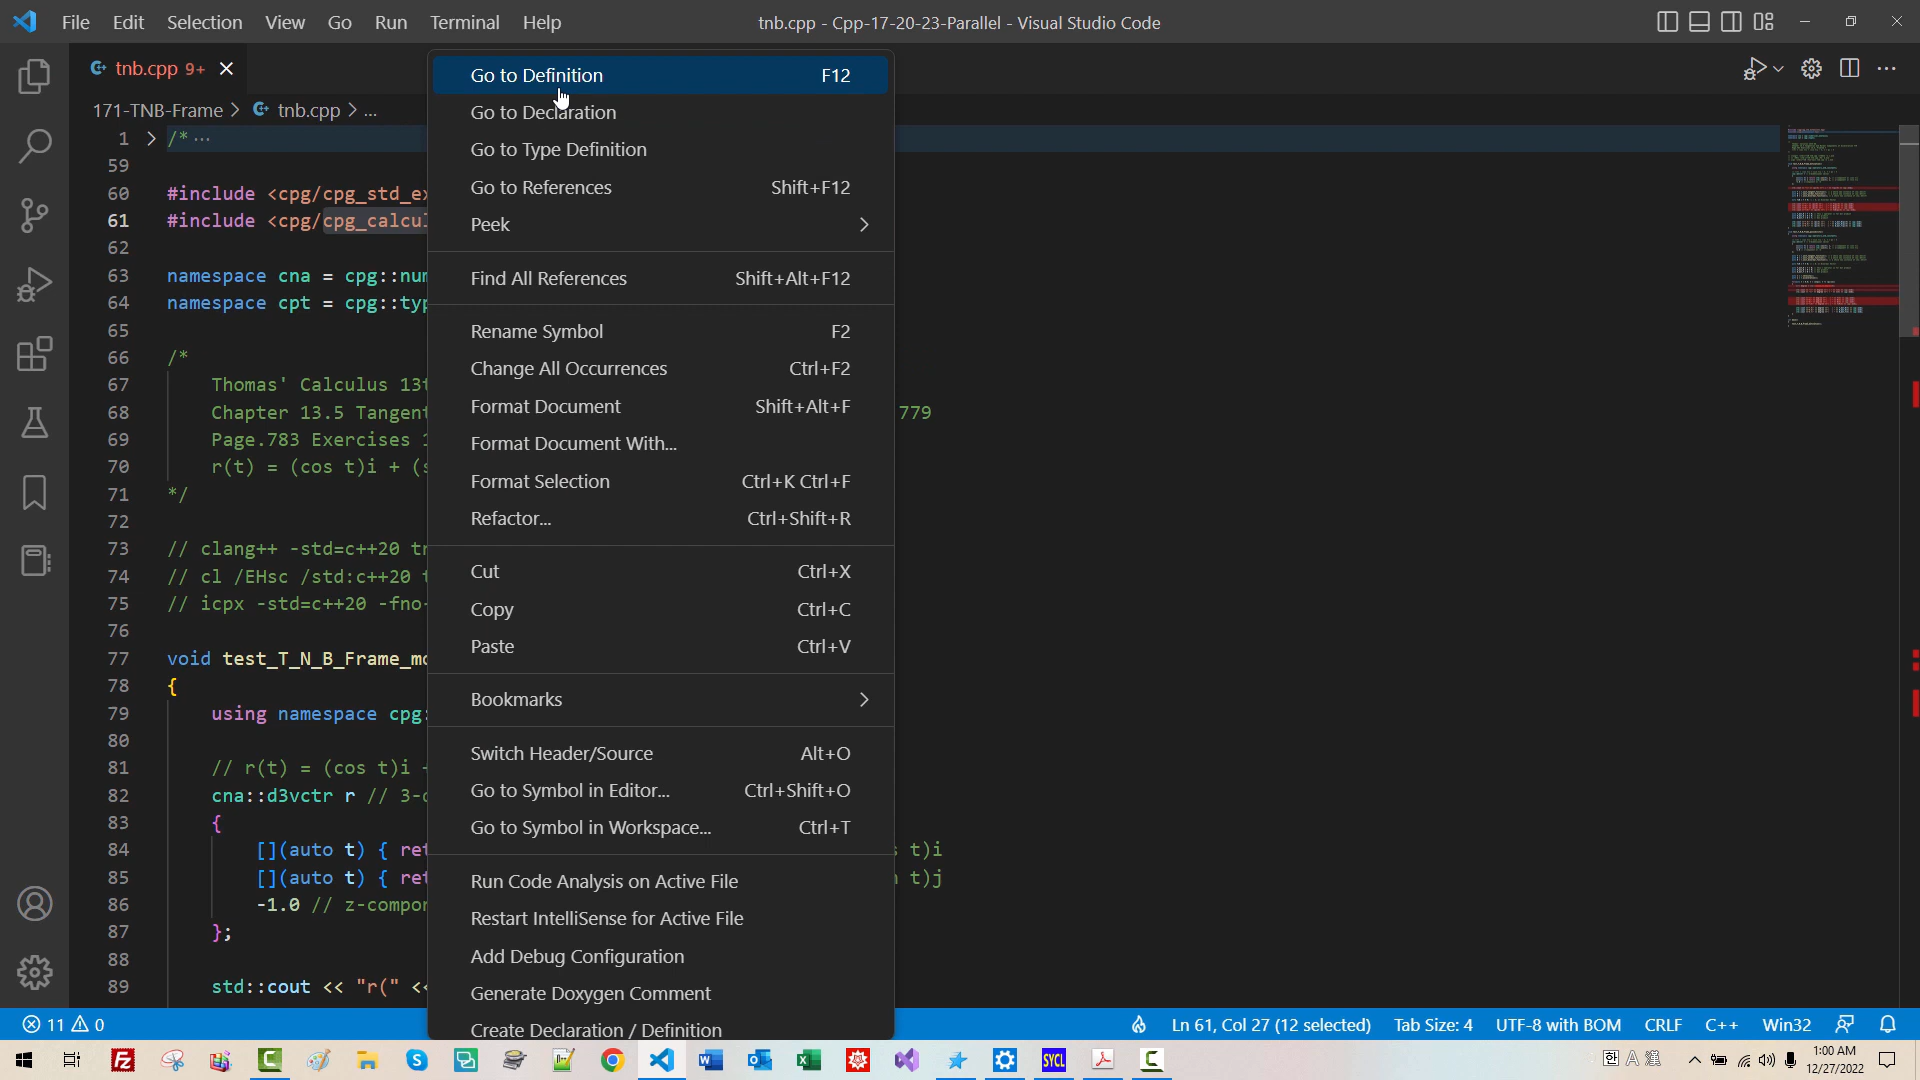 File Edit Selection View Go Run Terminal Help
tnb.cpp - Cpp-17-20-23-Parallel - Visual Studio Code
tnb.cpp 9+
171-TNB-Frame > tnb.cpp > ...
1 /* ...
59
60 #include <cpg/cpg_std_ex
61 #include <cpg/cpg_calcul
62
63 namespace cna = cpg::num
64 namespace cpt = cpg::typ
65
66 /*
67 Thomas' Calculus 13t
68 Chapter 13.5 Tangent 779
69 Page.783 Exercises 1
70 r(t) = (cos t)i + (s
71 */
72
73 // clang++ -std=c++20 tn
74 // cl /EHsc /std:c++20 t
75 // icpx -std=c++20 -fno-
76
77 void test_T_N_B_Frame_mo
78 {
79 using namespace cpg:
80
81 // r(t) = (cos t)i +
82 cna::d3vctr r // 3-d
83 {
84 [](auto t) { ret s t)i
85 [](auto t) { ret n t)j
86 -1.0 // z-compon
87 };
88
89 std::cout << "r(" <<
Go to Definition F12
Go to Declaration
Go to Type Definition
Go to References Shift+F12
Peek
Find All References Shift+Alt+F12
Rename Symbol F2
Change All Occurrences Ctrl+F2
Format Document Shift+Alt+F
Format Document With...
Format Selection Ctrl+K Ctrl+F
Refactor... Ctrl+Shift+R
Cut Ctrl+X
Copy Ctrl+C
Paste Ctrl+V
Bookmarks
Switch Header/Source Alt+O
Go to Symbol in Editor... Ctrl+Shift+O
Go to Symbol in Workspace... Ctrl+T
Run Code Analysis on Active File
Restart IntelliSense for Active File
Add Debug Configuration
Generate Doxygen Comment
Create Declaration / Definition
11 0
Ln 61, Col 27 (12 selected) Tab Size: 4 UTF-8 with BOM CRLF C++ Win32
SYCL
한 A 漢
1:00 AM
12/27/2022